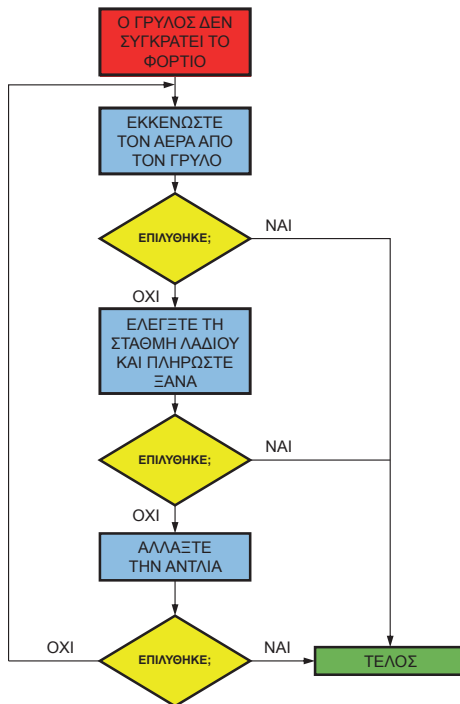 Ο ΓΡΥΛΟΣ ΔΕΝ
ΣΥΓΚΡΑΤΕΙ ΤΟ
ΦΟΡΤΙΟ
ΕΚΚΕΝΩΣΤΕ
ΤΟΝ ΑΕΡΑ ΑΠΟ
ΤΟΝ ΓΡΥΛΟ
ΕΠΙΛΥΘΗΚΕ;
ΝΑΙ
ΟΧΙ
ΕΛΕΓΞΤΕ ΤΗ
ΣΤΑΘΜΗ ΛΑΔΙΟΥ
ΚΑΙ ΠΛΗΡΩΣΤΕ
ΞΑΝΑ
ΕΠΙΛΥΘΗΚΕ;
ΝΑΙ
ΟΧΙ
ΑΛΛΑΞΤΕ
ΤΗΝ ΑΝΤΛΙΑ
ΟΧΙ
ΕΠΙΛΥΘΗΚΕ;
ΝΑΙ
ΤΕΛΟΣ